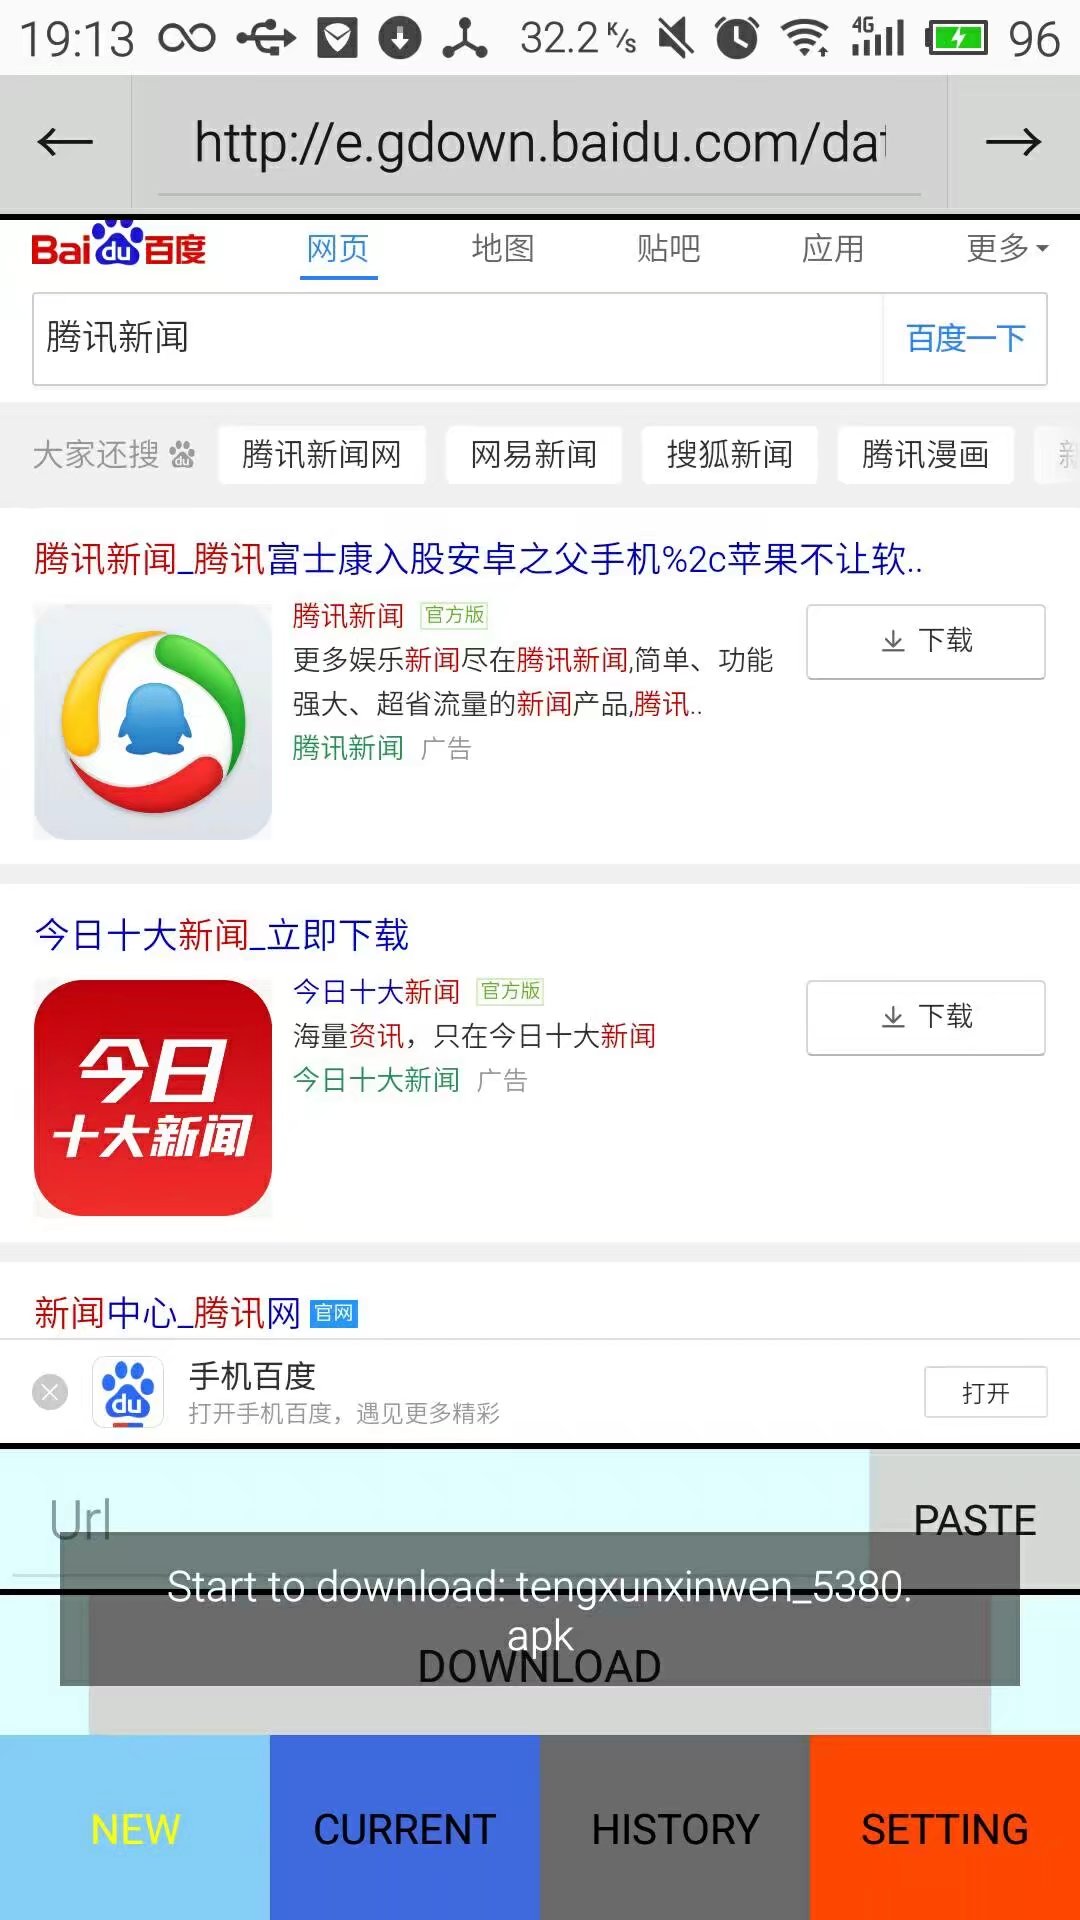 19:13 32.2 K/s 4G 96
http://e.gdown.baidu.com/dat
Bai du 百度 网页 地图 贴吧 应用 更多
腾讯新闻 百度一下
大家还搜 du 腾讯新闻网 网易新闻 搜狐新闻 腾讯漫画 新
腾讯新闻_腾讯富士康入股安卓之父手机%2c苹果不让软..
腾讯新闻 官方版
更多娱乐新闻尽在腾讯新闻,简单、功能
强大、超省流量的新闻产品,腾讯..
腾讯新闻 广告
下载
今日十大新闻_立即下载
今日
十大新闻
今日十大新闻 官方版
海量资讯，只在今日十大新闻
今日十大新闻 广告
下载
新闻中心_腾讯网 官网
du
手机百度
打开手机百度，遇见更多精彩
打开
Url PASTE
Start to download: tengxunxinwen_5380.
apk
DOWNLOAD
NEW CURRENT HISTORY SETTING